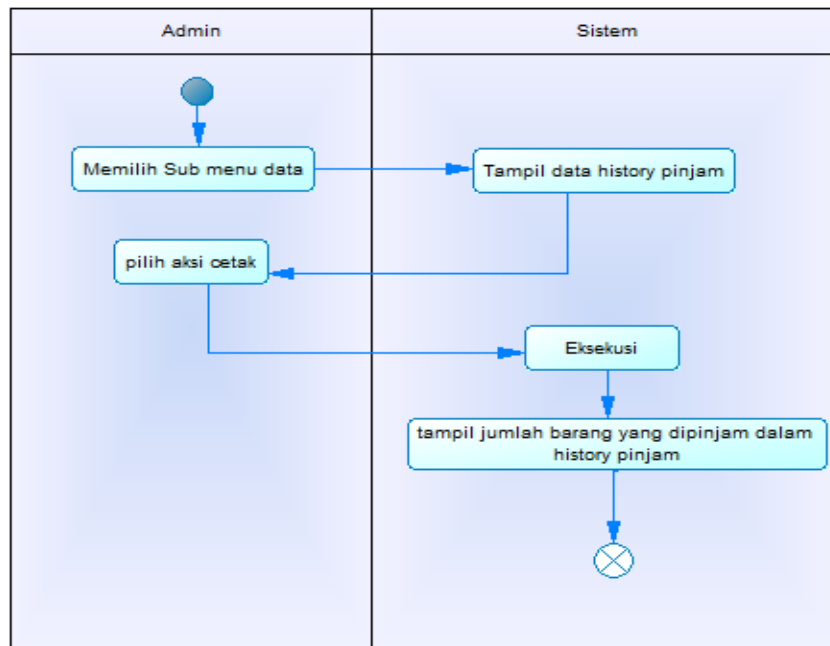 Admin
Sistem
Memilih Sub menu data
Tampil data history pinjam
pilih aksi cetak
Eksekusi
tampil jumlah barang yang dipinjam dalam
history pinjam